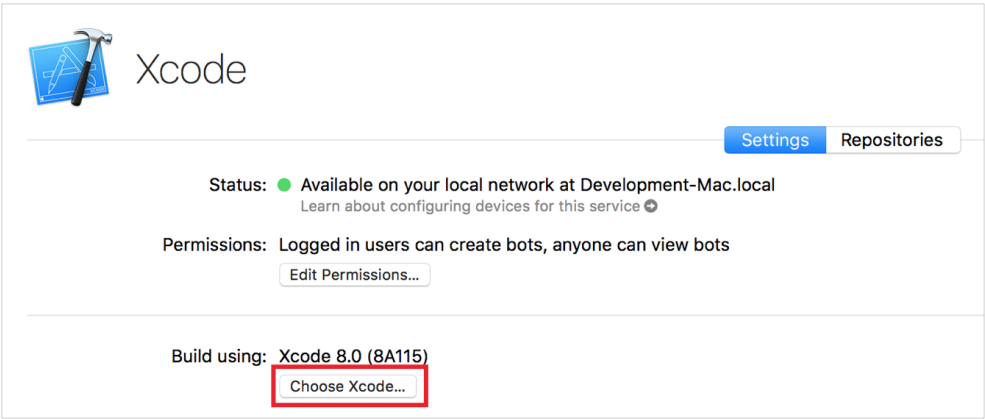 Xcode
Settings Repositories
Status: Available on your local network at Development-Mac.local
Learn about configuring devices for this service
Permissions: Logged in users can create bots, anyone can view bots
Edit Permissions...
Build using: Xcode 8.0 (8A115)
Choose Xcode...